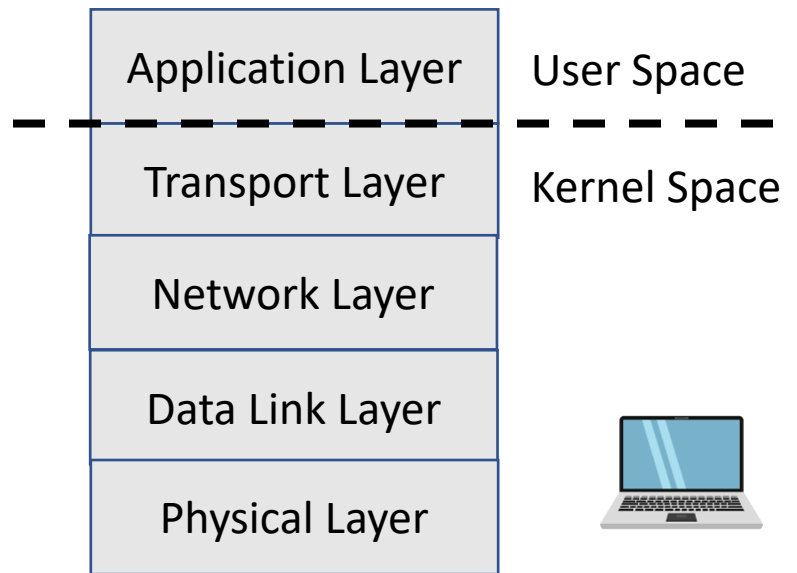 Application Layer
User Space
Transport Layer
Kernel Space
Network Layer
Data Link Layer
Physical Layer